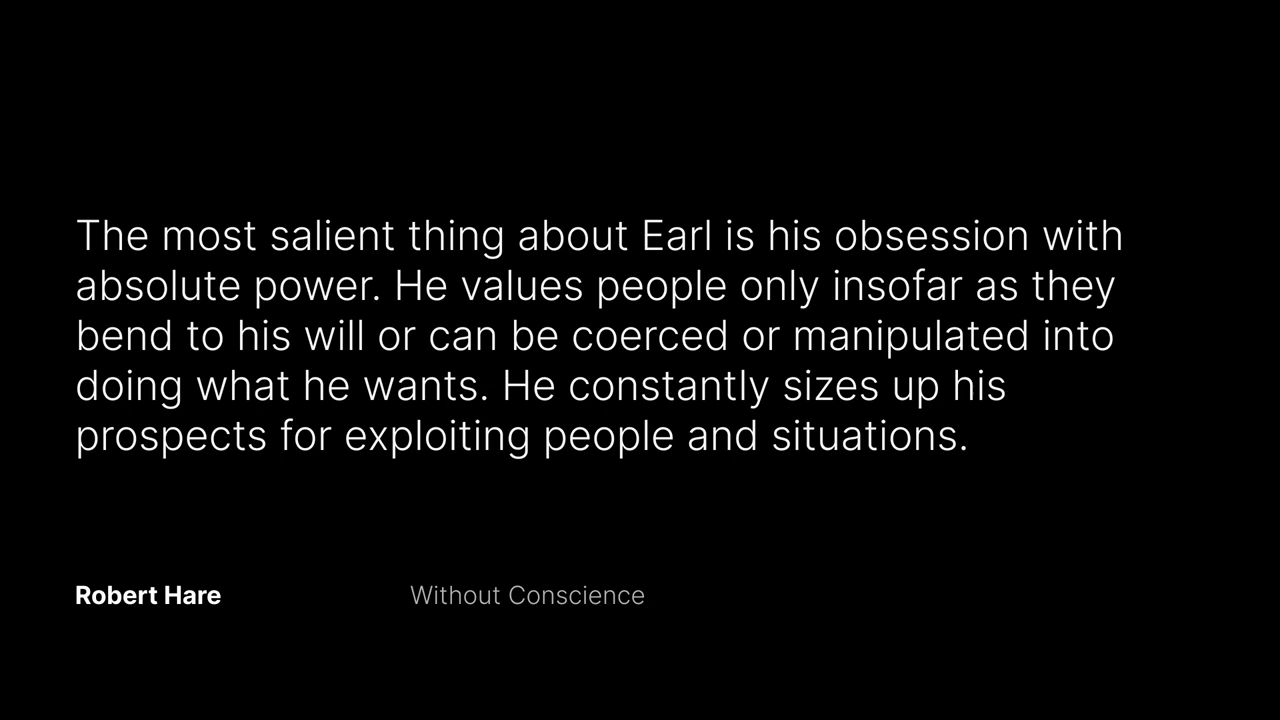 The most salient thing about Earl is his obsession with
absolute power. He values people only insofar as they
bend to his will or can be coerced or manipulated into
doing what he wants. He constantly sizes up his
prospects for exploiting people and situations.
Robert Hare
Without Conscience